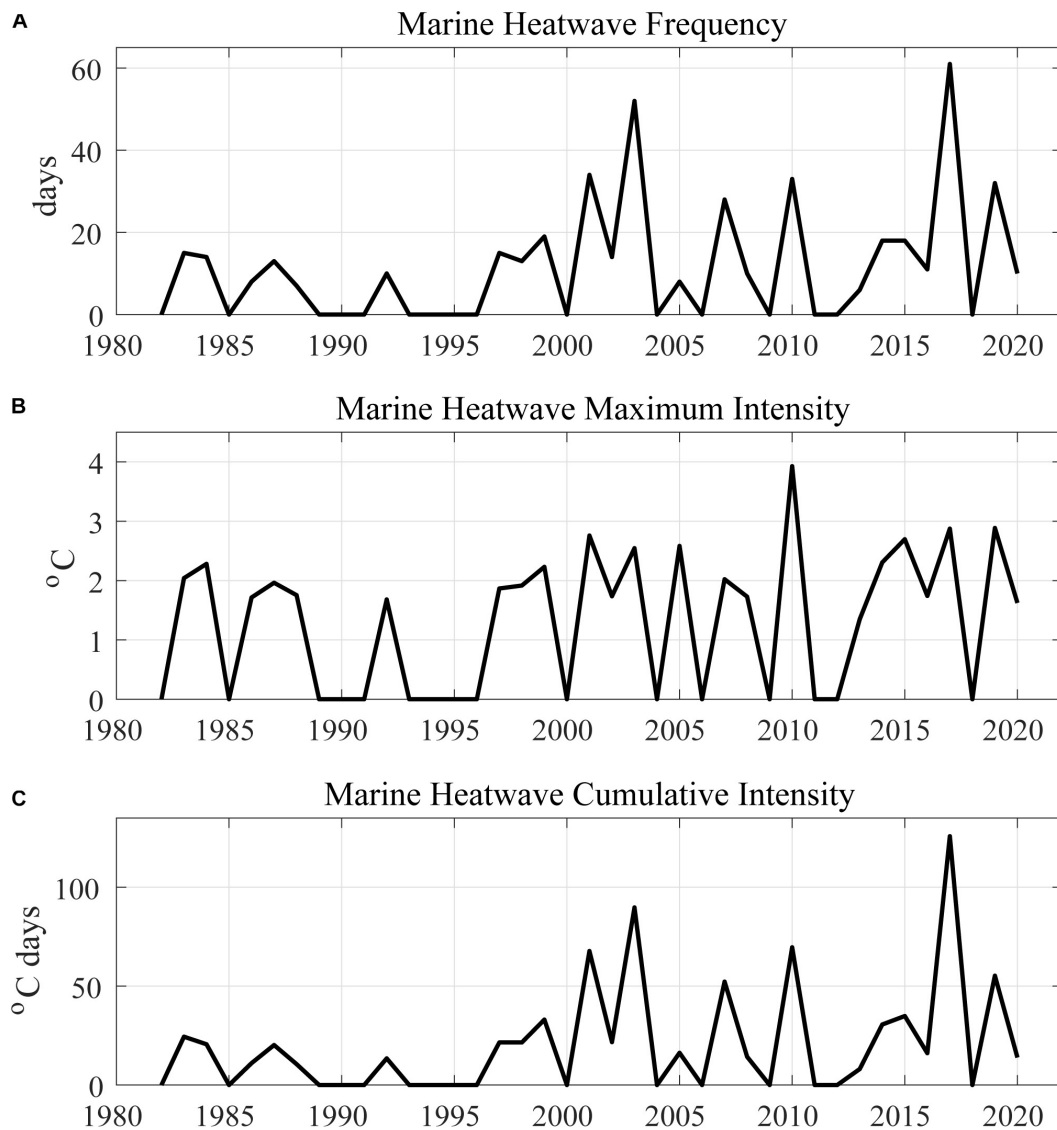 A
Marine Heatwave Frequency
60
40
20
0
days
1980 1985 1990 1995 2000 2005 2010 2015 2020
B
Marine Heatwave Maximum Intensity
4
3
2
1
0
°C
1980 1985 1990 1995 2000 2005 2010 2015 2020
C
Marine Heatwave Cumulative Intensity
100
50
0
°C days
1980 1985 1990 1995 2000 2005 2010 2015 2020